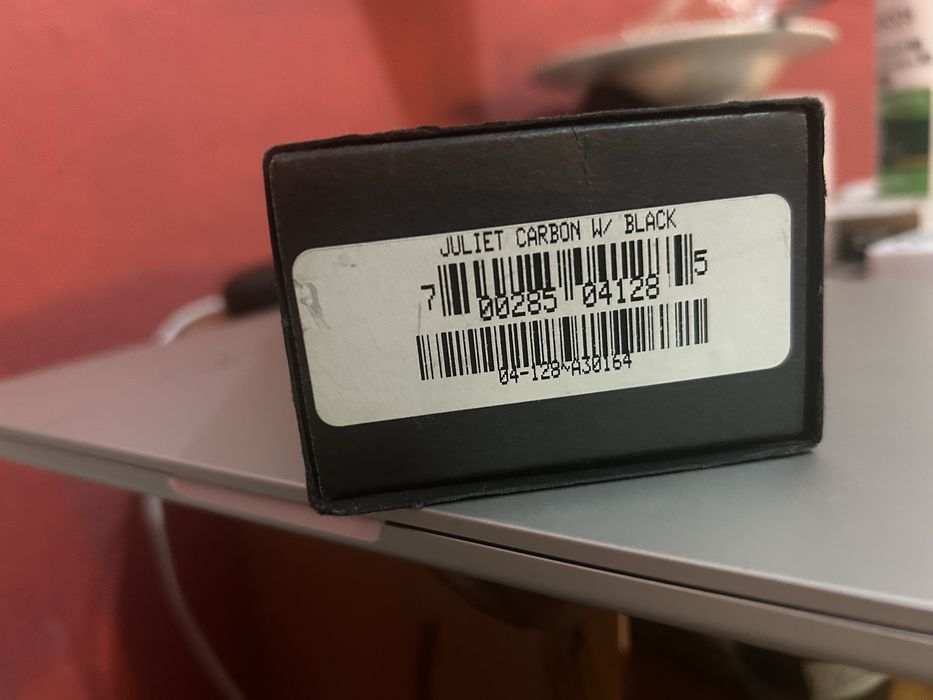 JULIET CARBON W/ BLACK
7 00285 04128 5
04-128~A30164